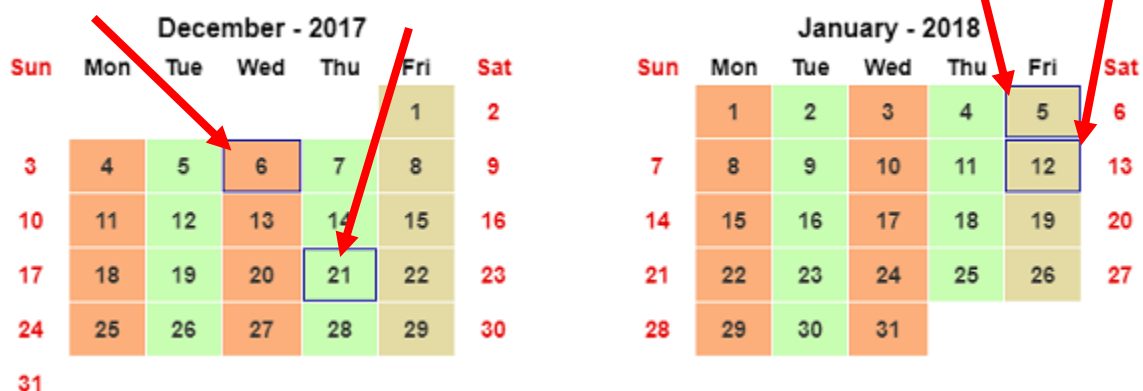 December - 2017
Sun Mon Tue Wed Thu Fri Sat
1 2
3 4 5 6 7 8 9
10 11 12 13 14 15 16
17 18 19 20 21 22 23
24 25 26 27 28 29 30
31
January - 2018
Sun Mon Tue Wed Thu Fri Sat
1 2 3 4 5 6
7 8 9 10 11 12 13
14 15 16 17 18 19 20
21 22 23 24 25 26 27
28 29 30 31